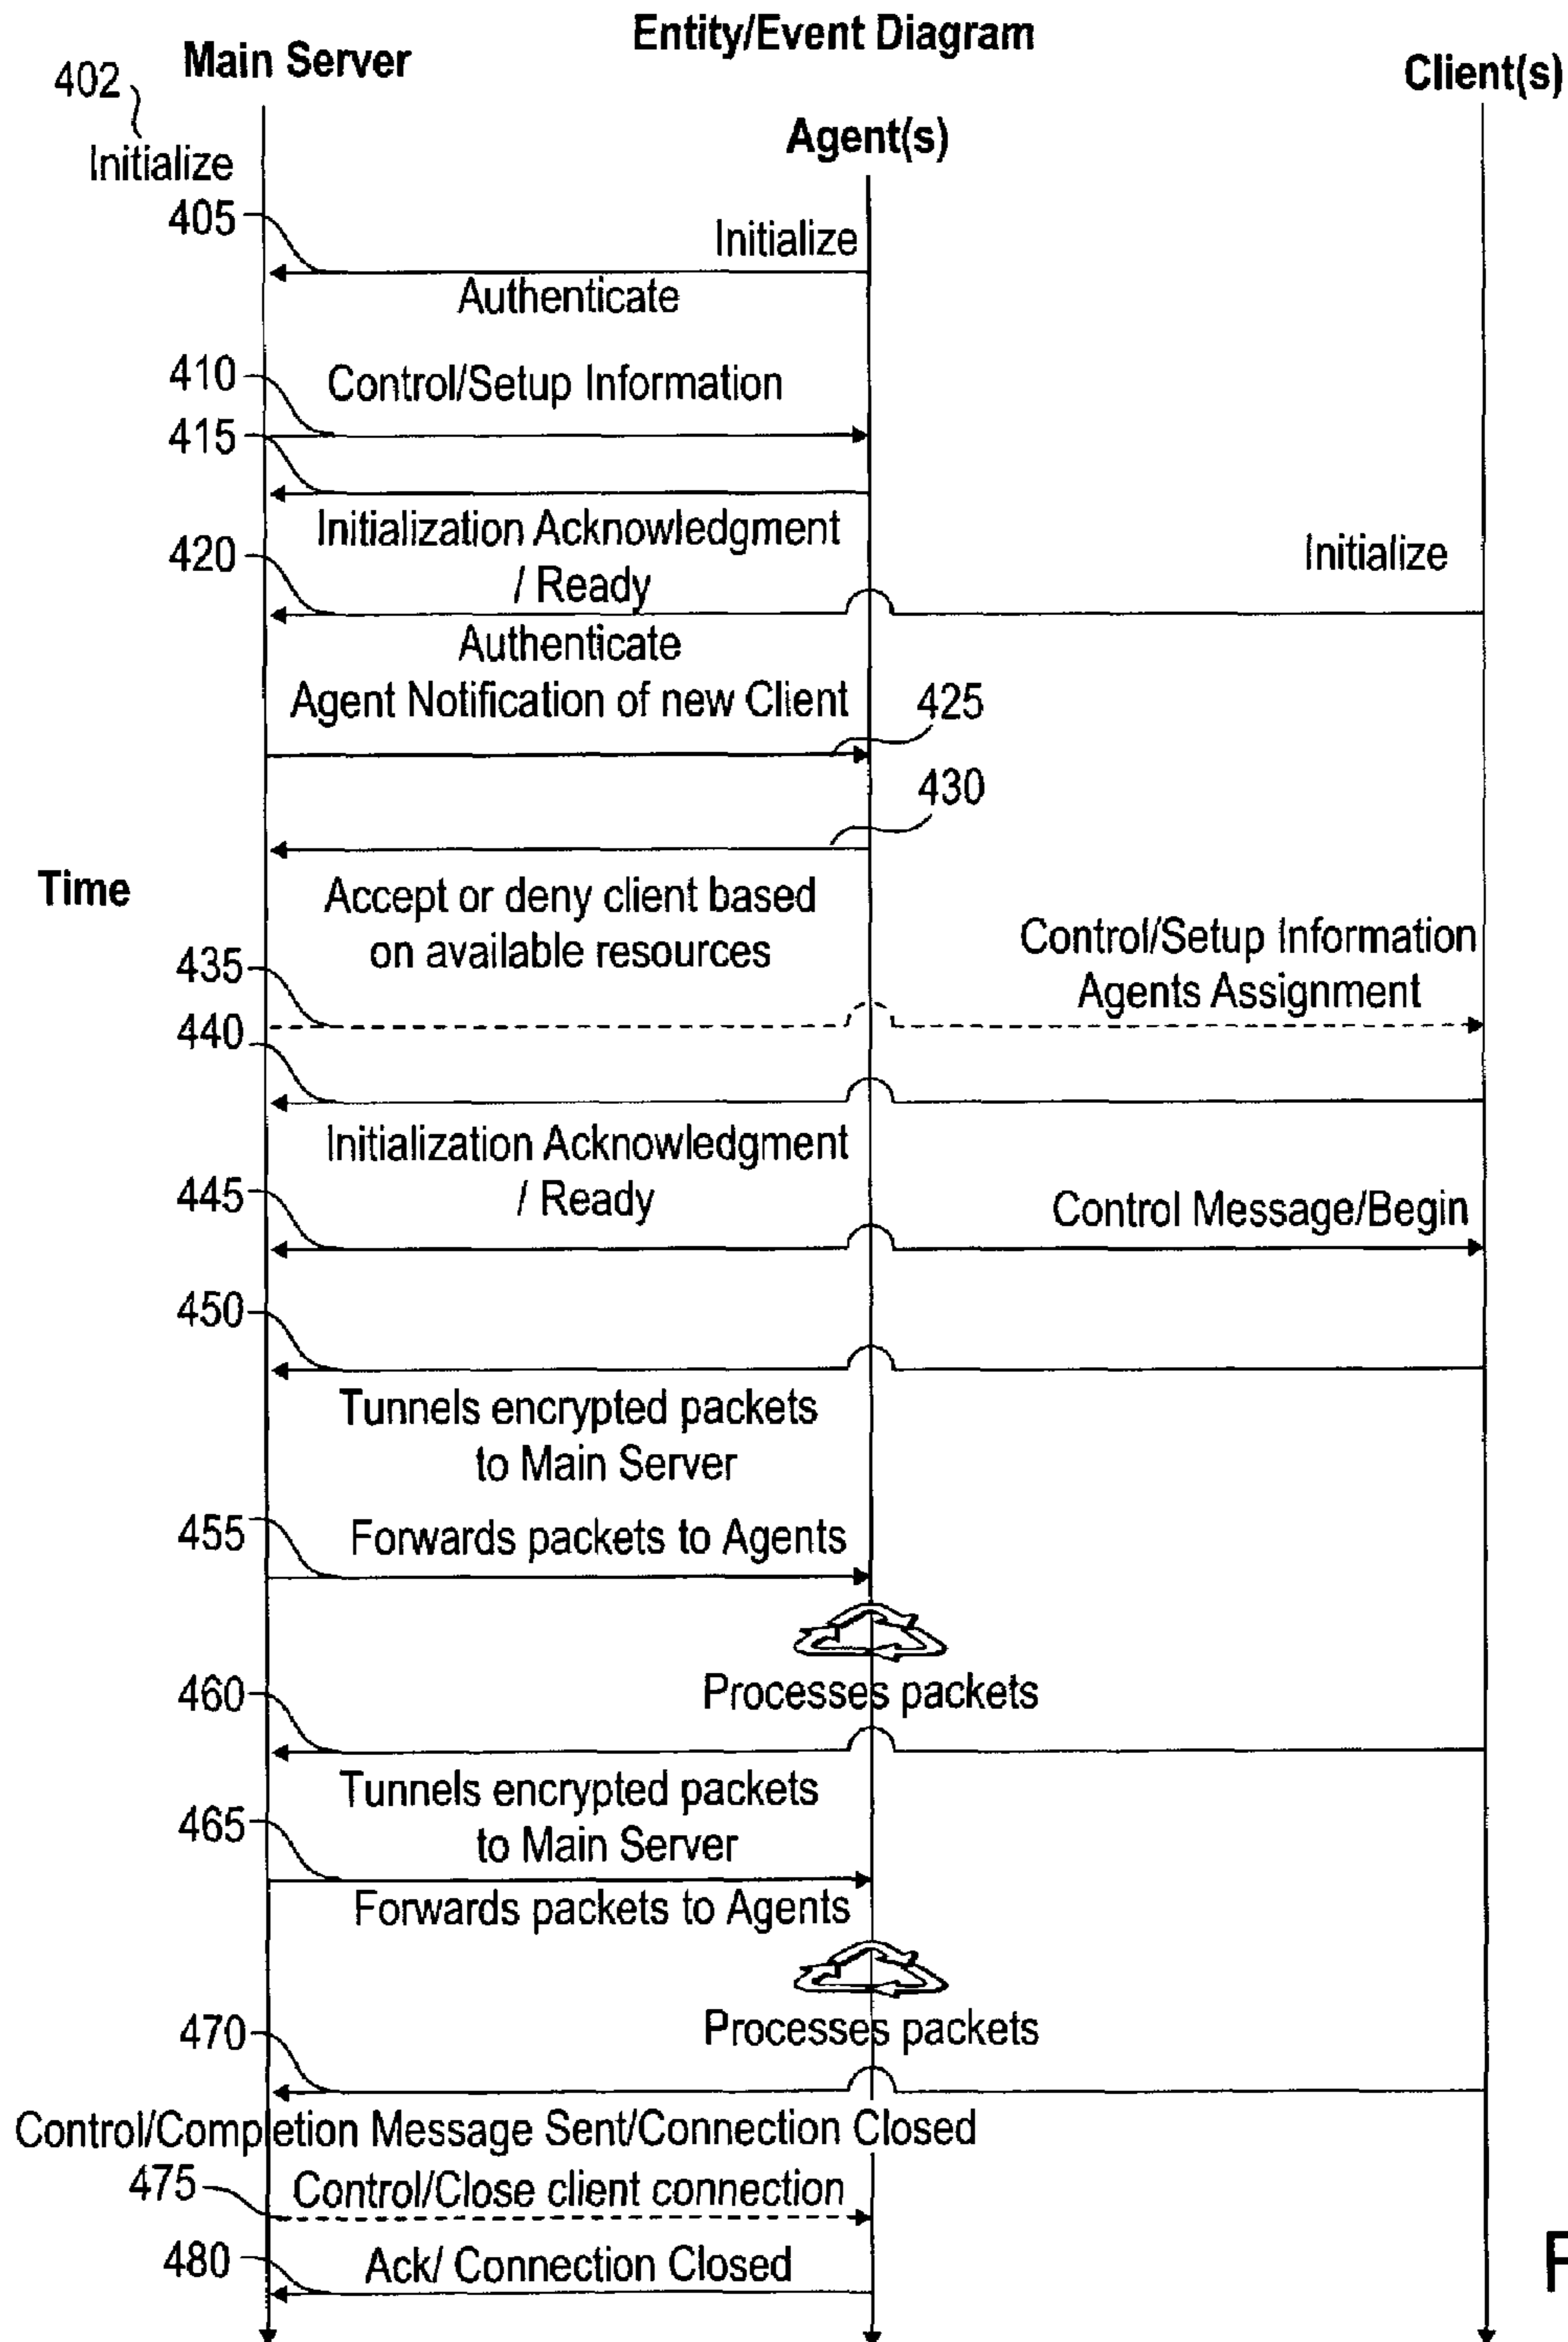 Entity/Event Diagram
Main Server
Client(s)
402
Agent(s)
Initialize
405
Initialize
Authenticate
410
Control/Setup Information
415
Initialization Acknowledgment
/ Ready
420
Initialize
Authenticate
Agent Notification of new Client
425
430
Time
Accept or deny client based
on available resources
Control/Setup Information
Agents Assignment
435
440
Initialization Acknowledgment
/ Ready
445
Control Message/Begin
450
Tunnels encrypted packets
to Main Server
455
Forwards packets to Agents
Processes packets
460
Tunnels encrypted packets
to Main Server
465
Forwards packets to Agents
Processes packets
470
Control/Completion Message Sent/Connection Closed
475
Control/Close client connection
480
Ack/ Connection Closed
F